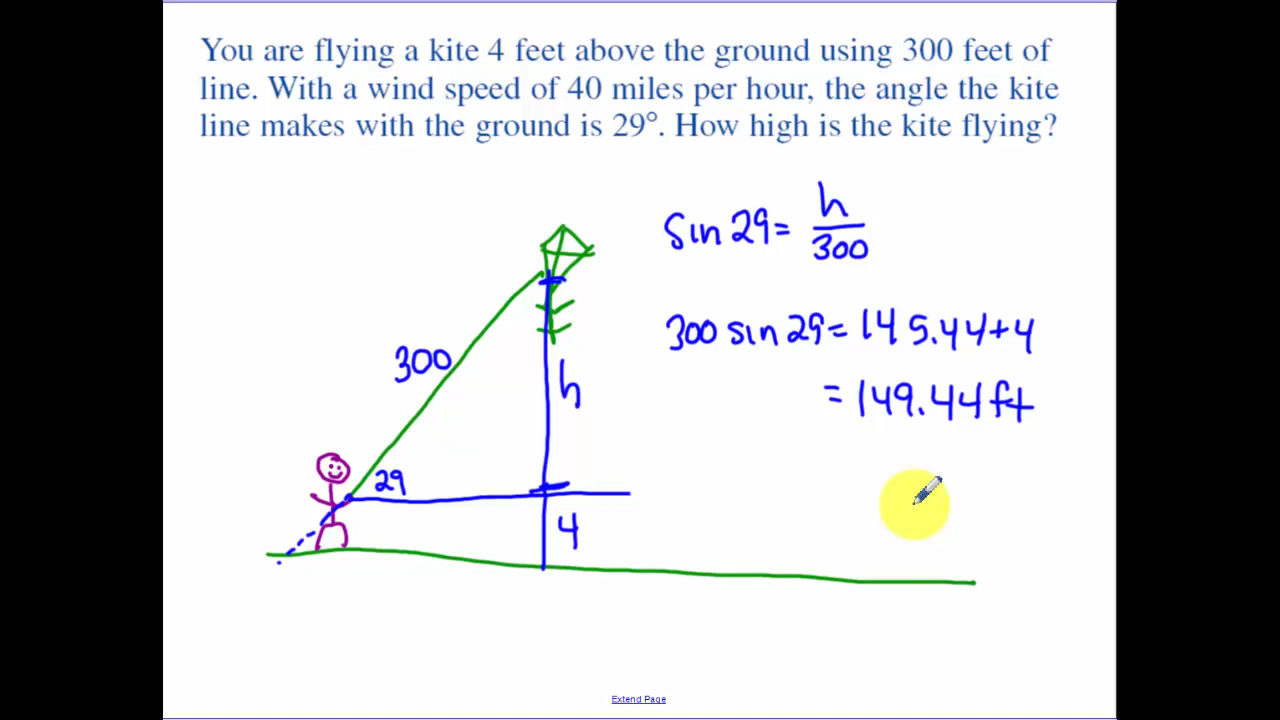 You are flying a kite 4 feet above the ground using 300 feet of
line. With a wind speed of 40 miles per hour, the angle the kite
line makes with the ground is 29°. How high is the kite flying?
sin 29 = h/300
300 sin 29 = 145.44+4
= 149.44 ft
300
h
29
4
Extend Page